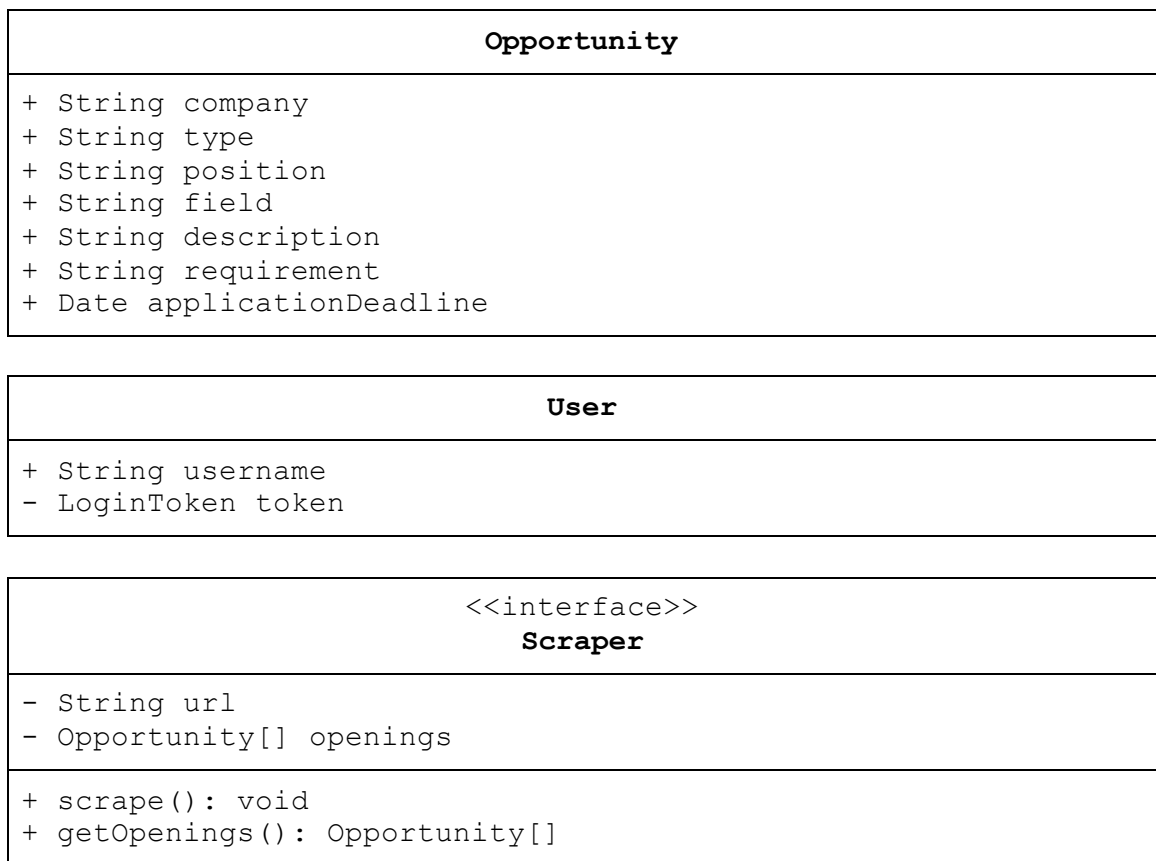 Opportunity
+ String company
+ String type
+ String position
+ String field
+ String description
+ String requirement
+ Date applicationDeadline
User
+ String username
- LoginToken token
<<interface>>
Scraper
- String url
- Opportunity[] openings
+ scrape(): void
+ getOpenings(): Opportunity[]